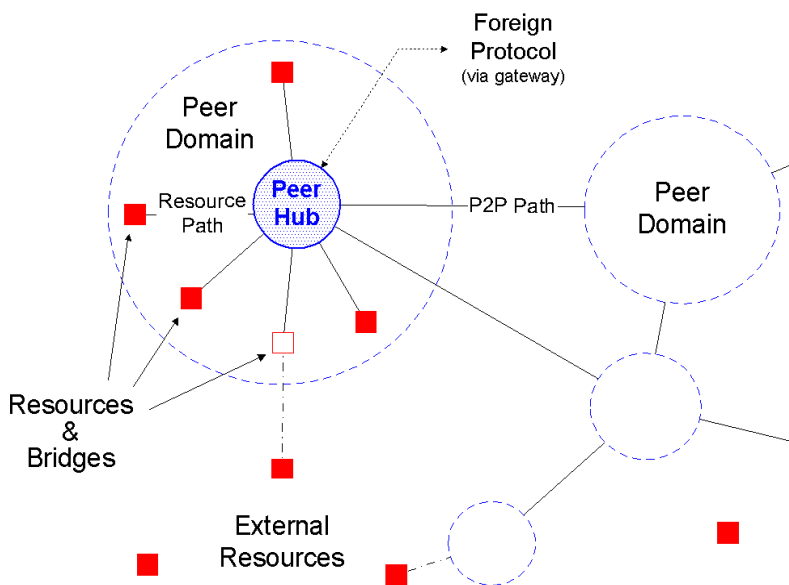 Foreign
Protocol
(via gateway)
Peer
Domain
Peer
Hub
Resource
Path
P2P Path
Peer
Domain
Resources
&
Bridges
External
Resources